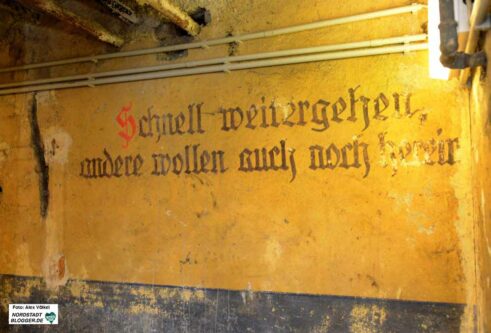 Schnell weitergehen,
andere wollen auch noch herein
Foto: Alex Völkel
NORDSTADT
BLOGGER.DE